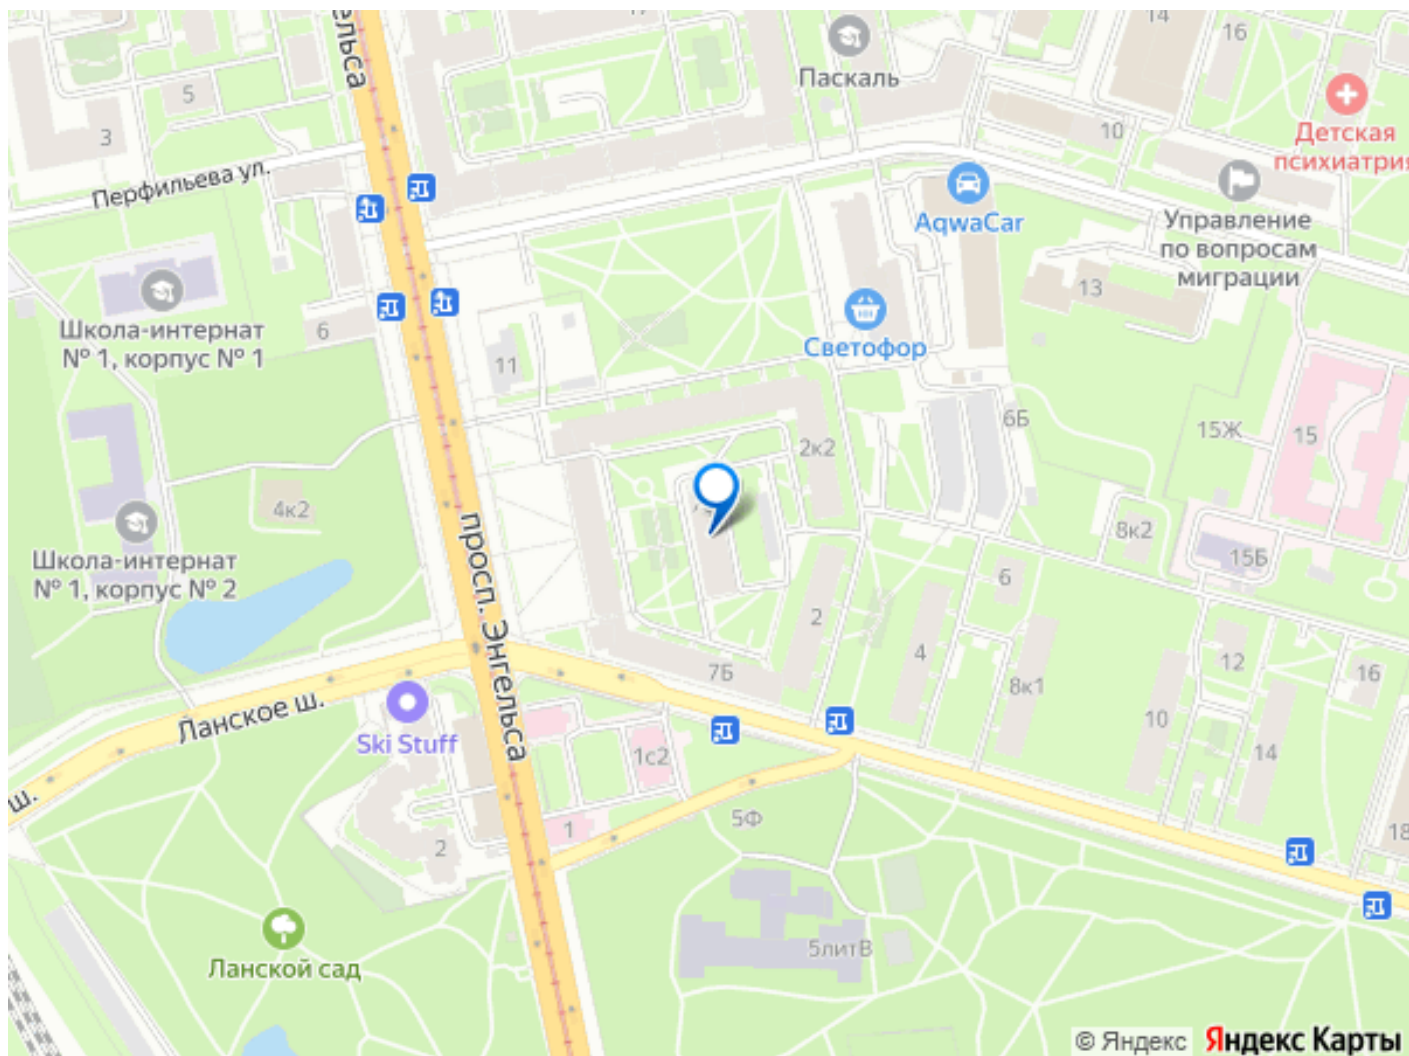 14
16
Паскаль
5
3
10
Детская
психиатрия
Перфильева ул.
AqwaCar
Управление
по вопросам
миграции
13
Школа-интернат
№ 1, корпус № 1
6
11
Светофор
2к2
6Б
15Ж
15
4к2
8к2
15Б
Школа-интернат
№ 1, корпус № 2
просп. Энгельса
6
2
4
12
16
7Б
8к1
10
14
Ланское ш.
Ski Stuff
1с2
ш.
5Ф
1
2
18
5литВ
Ланской сад
© Яндекс Яндекс Карты